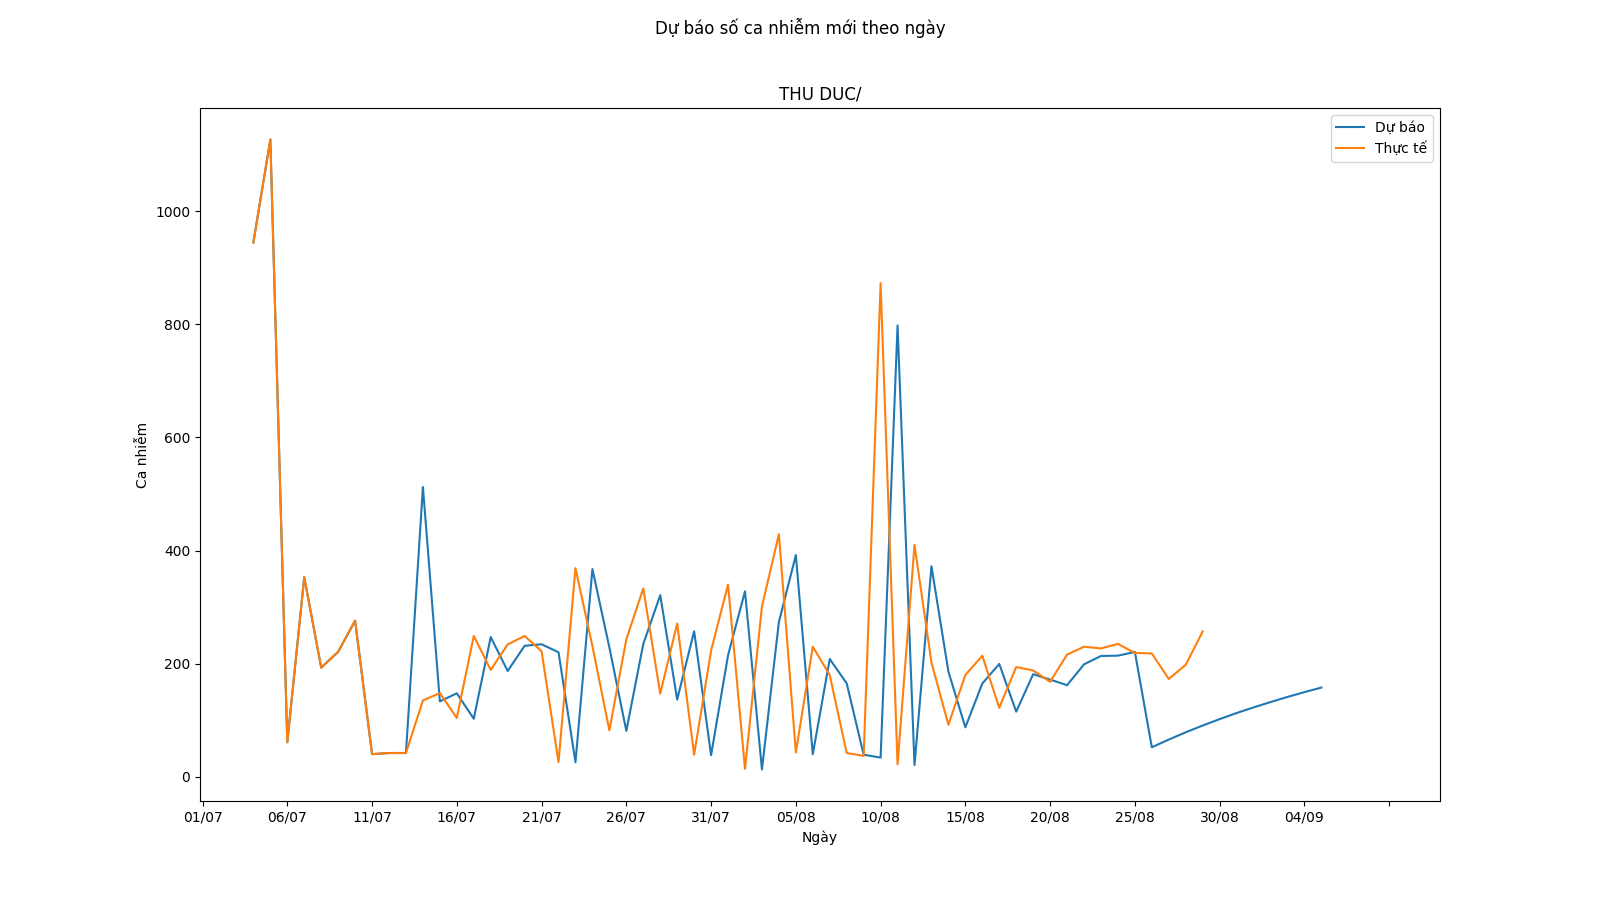 Dự báo số ca nhiễm mới theo ngày
THU DUC/
Dự báo
Thực tế
1000
800
600
400
200
0
Ca nhiễm
01/07 06/07 11/07 16/07 21/07 26/07 31/07 05/08 10/08 15/08 20/08 25/08 30/08 04/09
Ngày